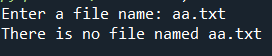 Enter a file name: aa.txt
There is no file named aa.txt